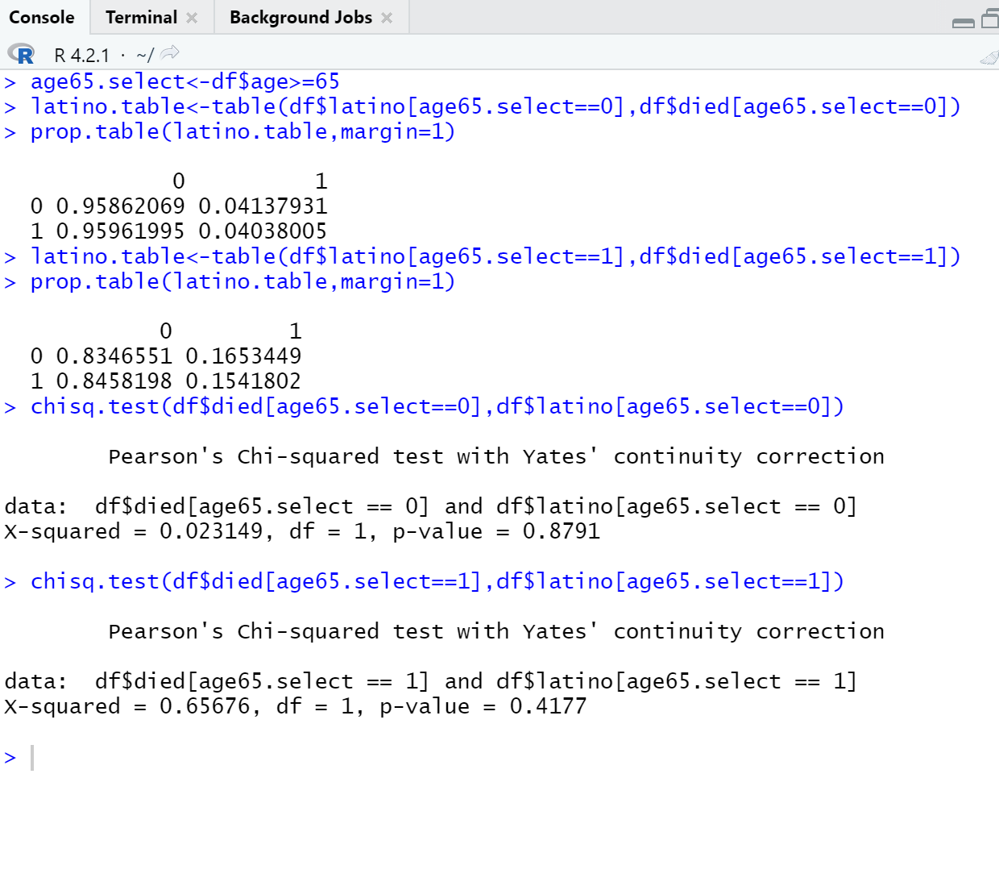 Console Terminal Background Jobs
R R 4.2.1 · ~/
> age65.select<-df$age>=65
> latino.table<-table(df$latino[age65.select==0],df$died[age65.select==0])
> prop.table(latino.table,margin=1)
0 1
0 0.95862069 0.04137931
1 0.95961995 0.04038005
> latino.table<-table(df$latino[age65.select==1],df$died[age65.select==1])
> prop.table(latino.table,margin=1)
0 1
0 0.8346551 0.1653449
1 0.8458198 0.1541802
> chisq.test(df$died[age65.select==0],df$latino[age65.select==0])
Pearson's Chi-squared test with Yates' continuity correction
data:  df$died[age65.select == 0] and df$latino[age65.select == 0]
X-squared = 0.023149, df = 1, p-value = 0.8791
> chisq.test(df$died[age65.select==1],df$latino[age65.select==1])
Pearson's Chi-squared test with Yates' continuity correction
data:  df$died[age65.select == 1] and df$latino[age65.select == 1]
X-squared = 0.65676, df = 1, p-value = 0.4177
>